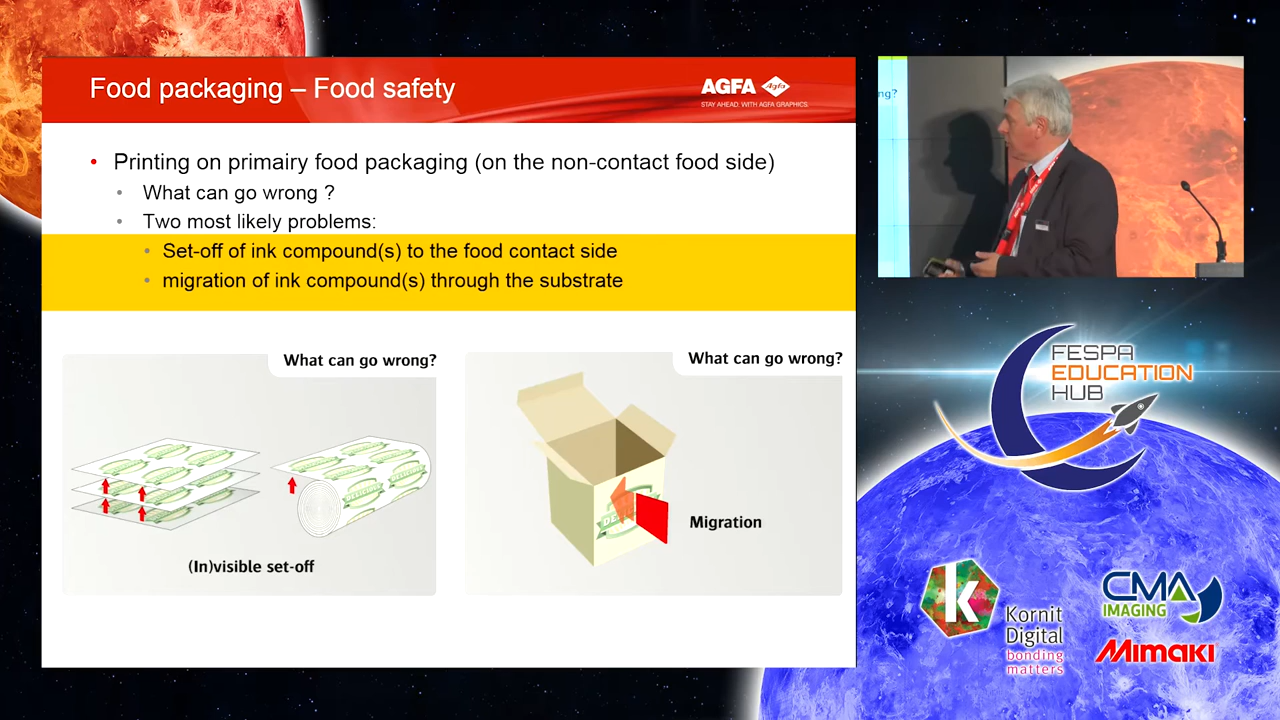 Food packaging – Food safety
AGFA
Agfa
STAY AHEAD. WITH AGFA GRAPHICS.
• Printing on primairy food packaging (on the non-contact food side)
• What can go wrong ?
• Two most likely problems:
• Set-off of ink compound(s) to the food contact side
• migration of ink compound(s) through the substrate
What can go wrong?
(In)visible set-off
What can go wrong?
Migration
ng?
FESPA
EDUCATION
HUB
k
Kornit
Digital
bonding
matters
CMA
IMAGING
Mimaki